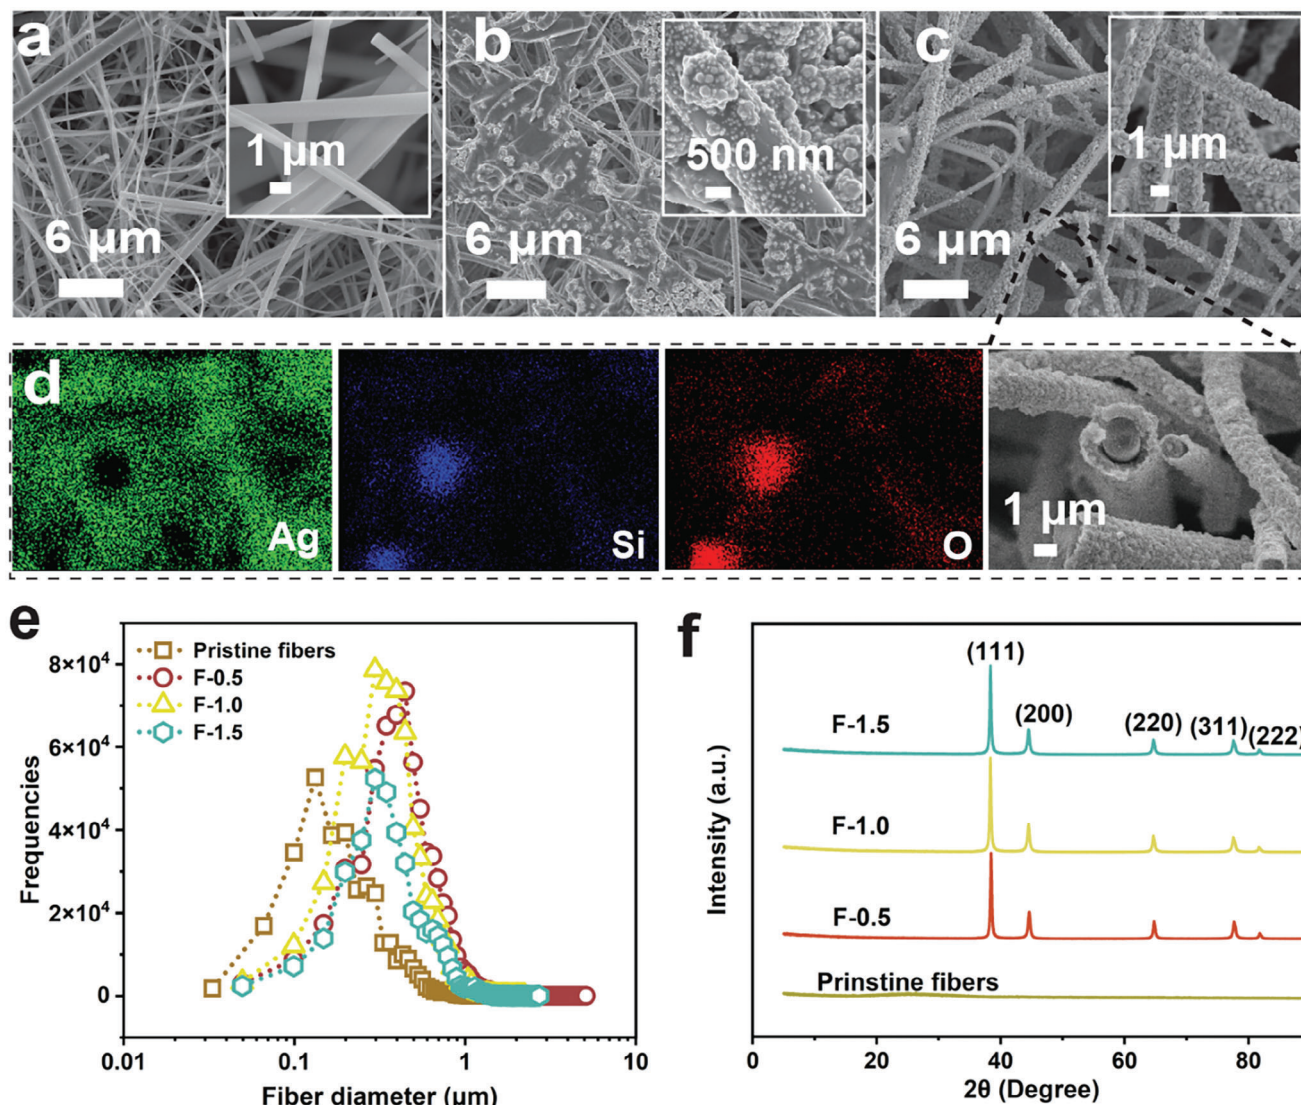 a
1 μm
6 μm
b
500 nm
6 μm
c
1 μm
6 μm
d
Ag
Si
O
1 μm
e
Pristine fibers
F-0.5
F-1.0
F-1.5
8×10⁴
6×10⁴
4×10⁴
2×10⁴
0
Frequencies
0.01
0.1
1
10
Fiber diameter (μm)
f
(111)
(200)
(220)
(311)
(222)
F-1.5
F-1.0
F-0.5
Prinstine fibers
Intensity (a.u.)
0
20
40
60
80
2θ (Degree)